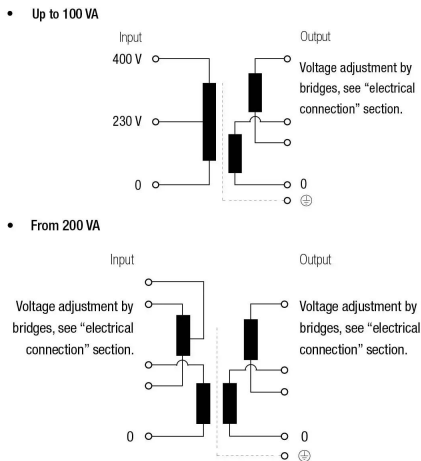 • Up to 100 VA
Input
Output
400 V
Voltage adjustment by
bridges, see “electrical
connection” section.
230 V
0
0
• From 200 VA
Input
Output
Voltage adjustment by
bridges, see “electrical
connection” section.
Voltage adjustment by
bridges, see “electrical
connection” section.
0
0